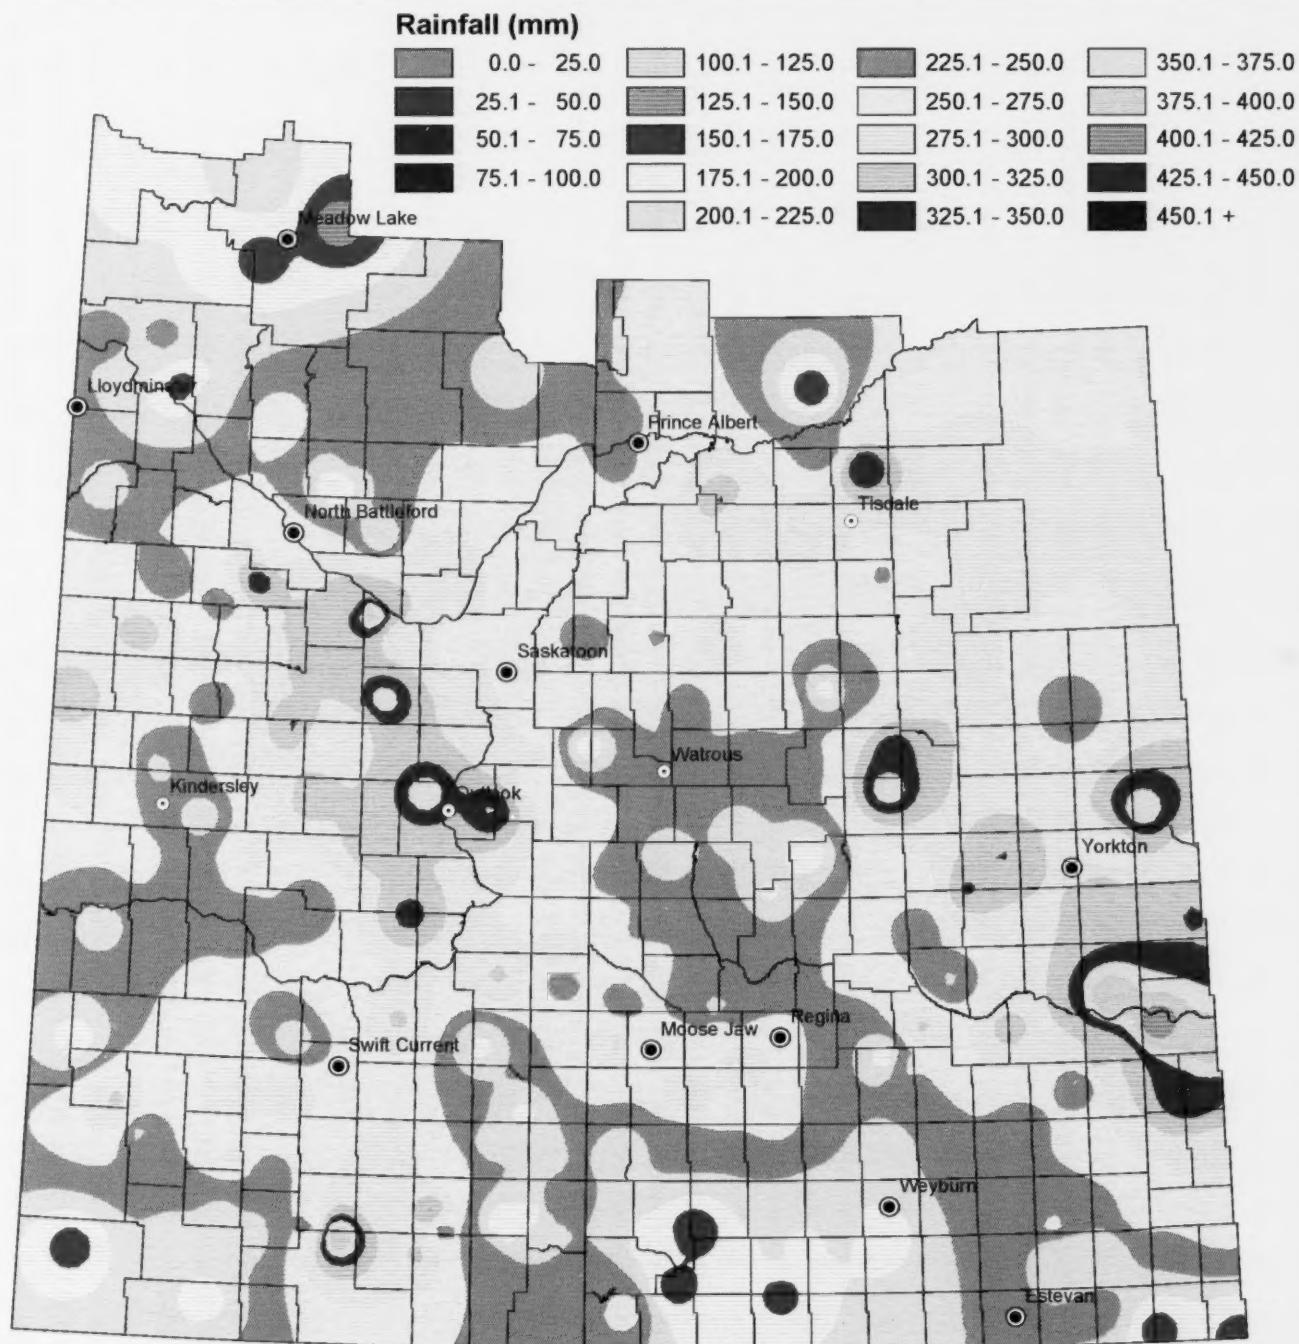 Rainfall (mm)
0.0 - 25.0
25.1 - 50.0
50.1 - 75.0
75.1 - 100.0
100.1 - 125.0
125.1 - 150.0
150.1 - 175.0
175.1 - 200.0
200.1 - 225.0
225.1 - 250.0
250.1 - 275.0
275.1 - 300.0
300.1 - 325.0
325.1 - 350.0
350.1 - 375.0
375.1 - 400.0
400.1 - 425.0
425.1 - 450.0
450.1 +
Meadow Lake
Lloydminster
Prince Albert
North Battleford
Tisdale
Saskatoon
Watrous
Kindersley
Outlook
Yorkton
Regina
Moose Jaw
Swift Current
Weyburn
Estevan